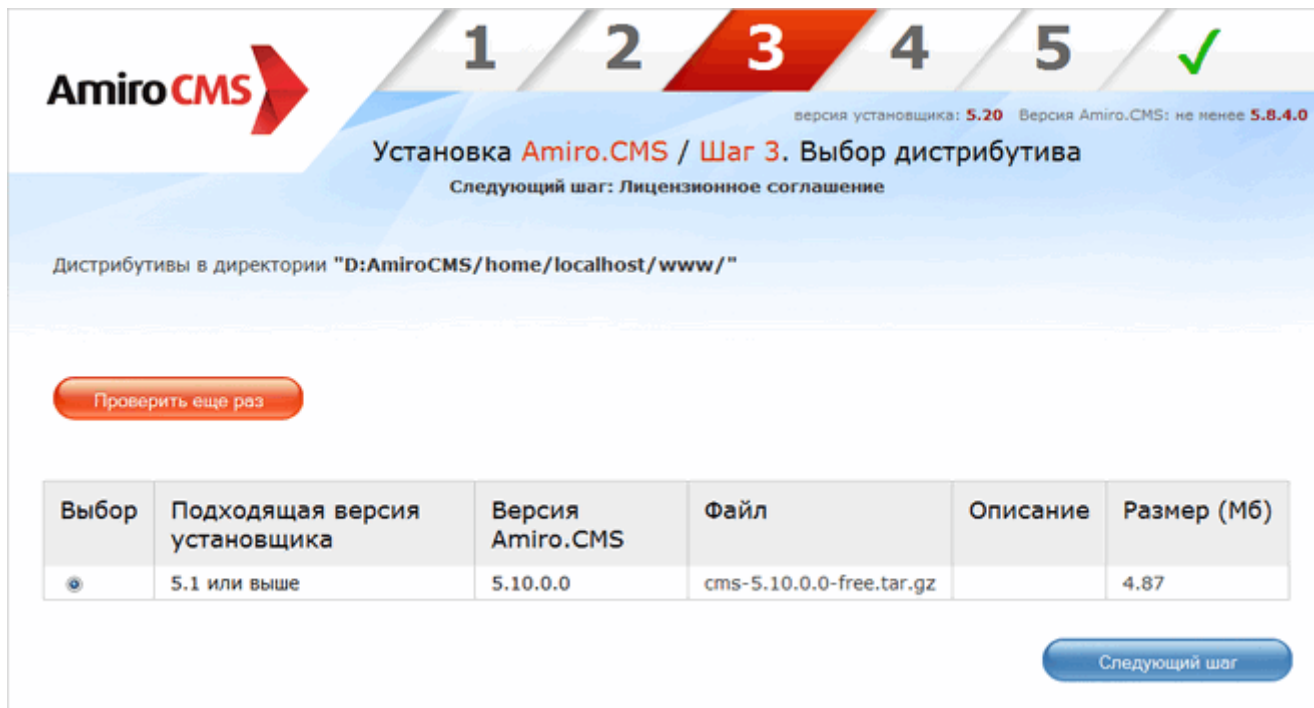 1 2 3 4 5
Amiro CMS
версия установщика: 5.20 Версия Amiro.CMS: не менее 5.8.4.0
Установка Amiro.CMS / Шаг 3. Выбор дистрибутива
Следующий шаг: Лицензионное соглашение
Дистрибутивы в директории "D:AmiroCMS/home/localhost/www/"
Проверить еще раз
Выбор Подходящая версия установщика Версия Amiro.CMS Файл Описание Размер (Мб)
5.1 или выше 5.10.0.0 cms-5.10.0.0-free.tar.gz 4.87
Следующий шаг